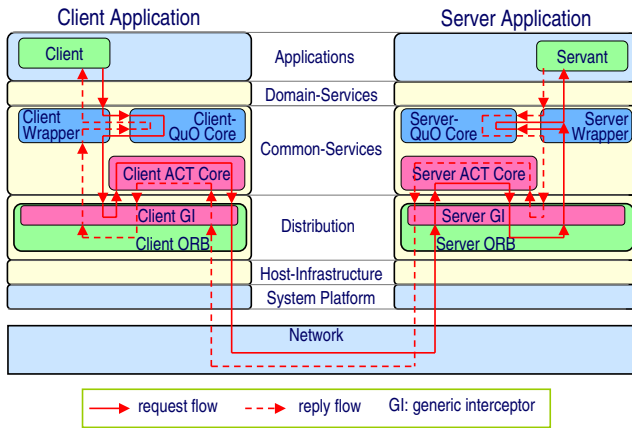 Client Application
Server Application
Client
Applications
Servant
Domain-Services
Client
Wrapper
Client-
QuO Core
Common-Services
Server-
QuO Core
Server
Wrapper
Client ACT Core
Server ACT Core
Client GI
Distribution
Server GI
Client ORB
Server ORB
Host-Infrastructure
System Platform
Network
request flow
reply flow
GI: generic interceptor